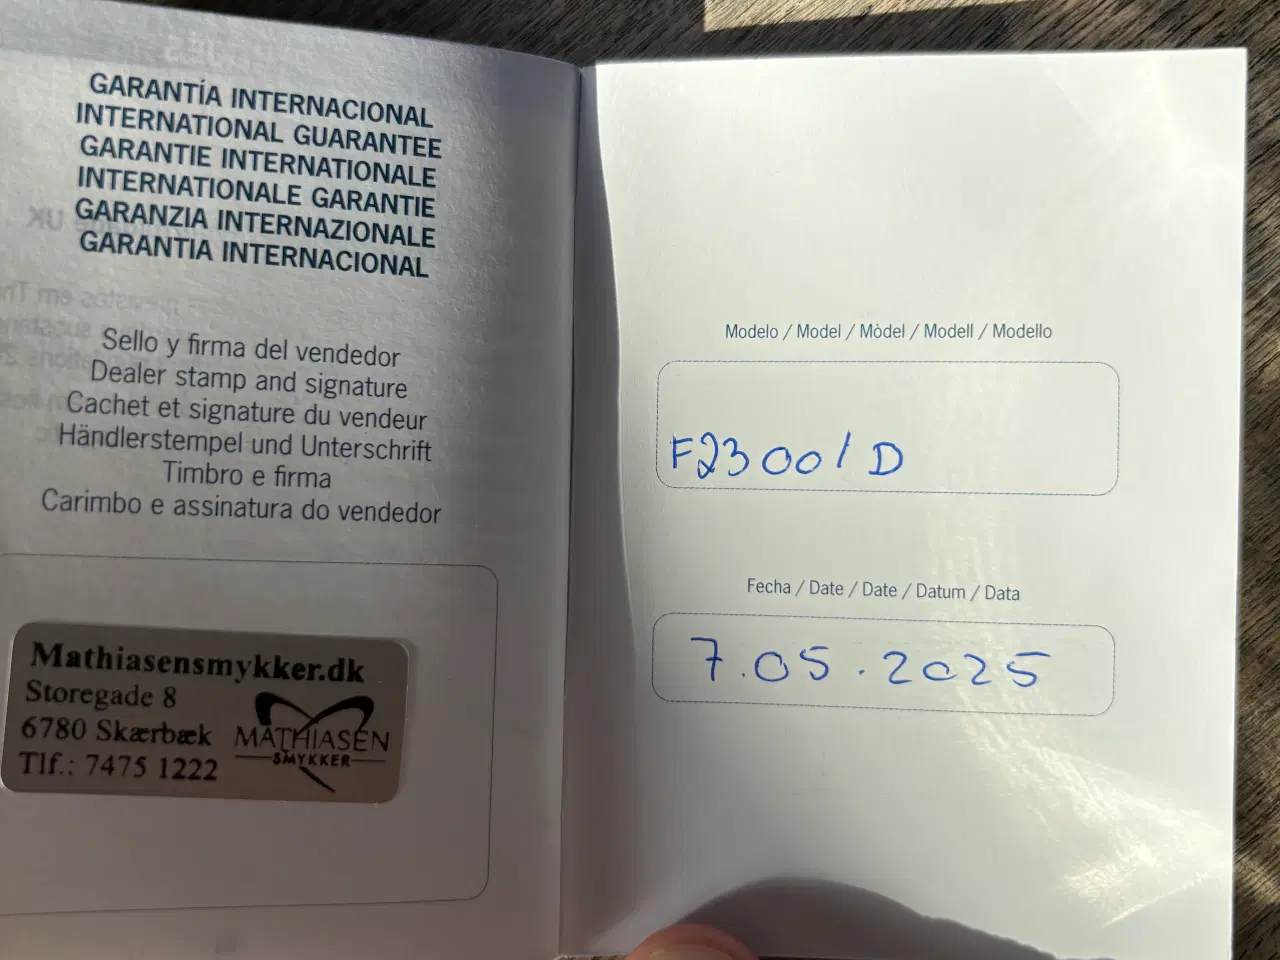 GARANTÍA INTERNACIONAL
INTERNATIONAL GUARANTEE
GARANTIE INTERNATIONALE
INTERNATIONALE GARANTIE
GARANZIA INTERNAZIONALE
GARANTIA INTERNACIONAL
Sello y firma del vendedor
Dealer stamp and signature
Cachet et signature du vendeur
Händlerstempel und Unterschrift
Timbro e firma
Carimbo e assinatura do vendedor
Mathiasensmykker.dk
Storegade 8
6780 Skærbæk
Tlf.: 7475 1222
MATHIASEN
SMYKKER
Modelo / Model / Mòdel / Modell / Modello
F23001/D
Fecha / Date / Date / Datum / Data
7.05.2025